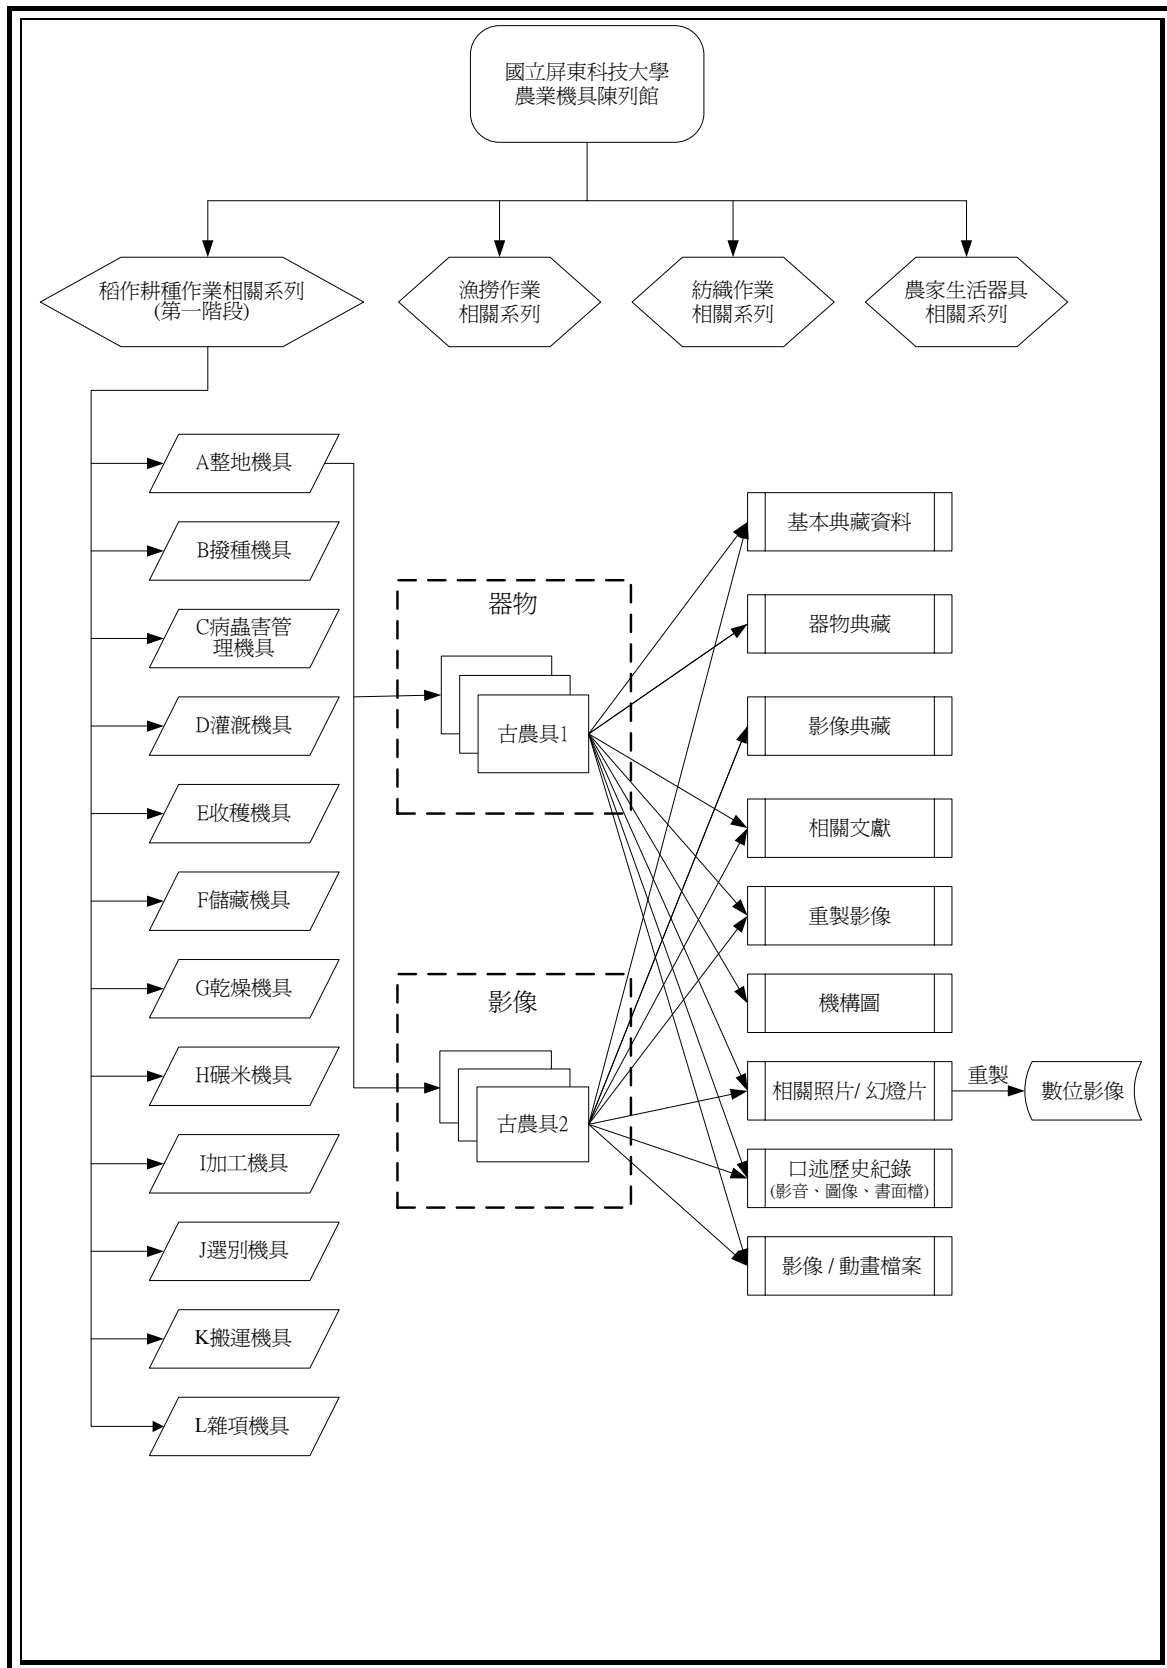 國立屏東科技大學
農業機具陳列館
稻作耕種作業相關系列
(第一階段)
漁撈作業
相關系列
紡織作業
相關系列
農家生活器具
相關系列
A整地機具
B撥種機具
C病蟲害管
理機具
D灌溉機具
E收穫機具
F儲藏機具
G乾燥機具
H碾米機具
I加工機具
J選別機具
K搬運機具
L雜項機具
器物
古農具1
影像
古農具2
基本典藏資料
器物典藏
影像典藏
相關文獻
重製影像
機構圖
相關照片/ 幻燈片
重製
數位影像
口述歷史紀錄
(影音、圖像、書面檔)
影像 / 動畫檔案